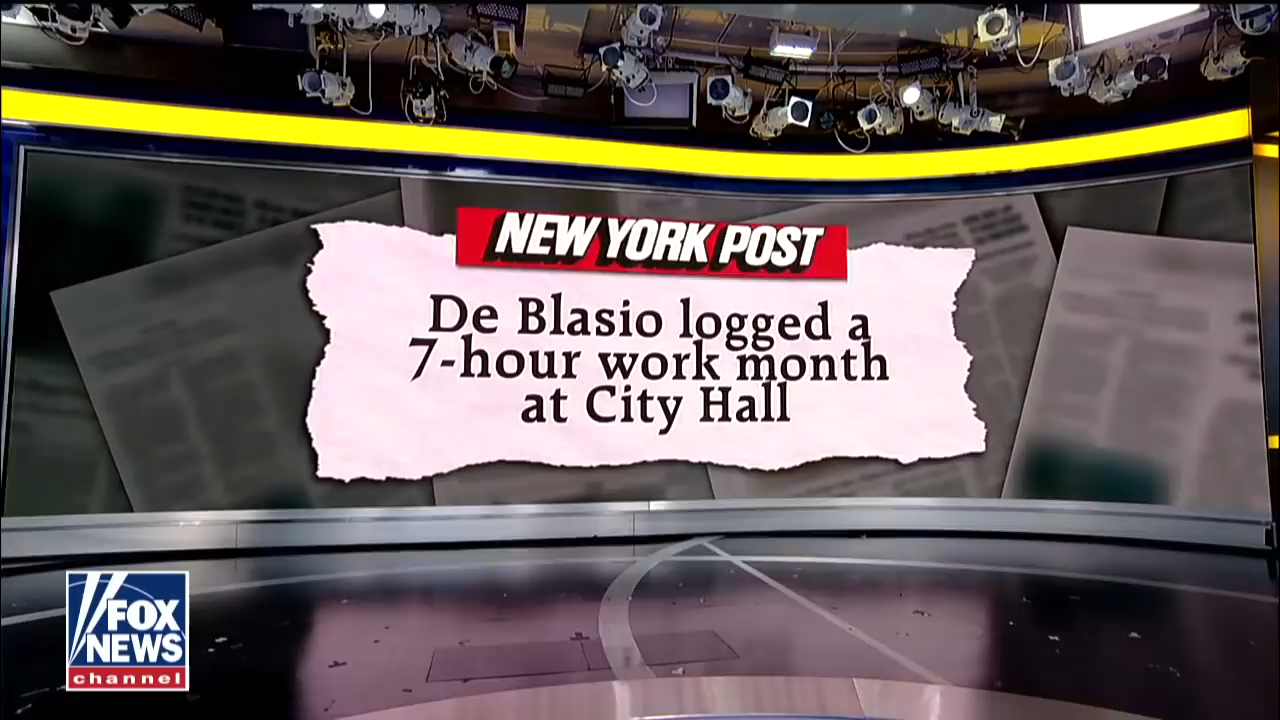 NEW YORK POST
De Blasio logged a
7-hour work month
at City Hall
FOX
NEWS
channel